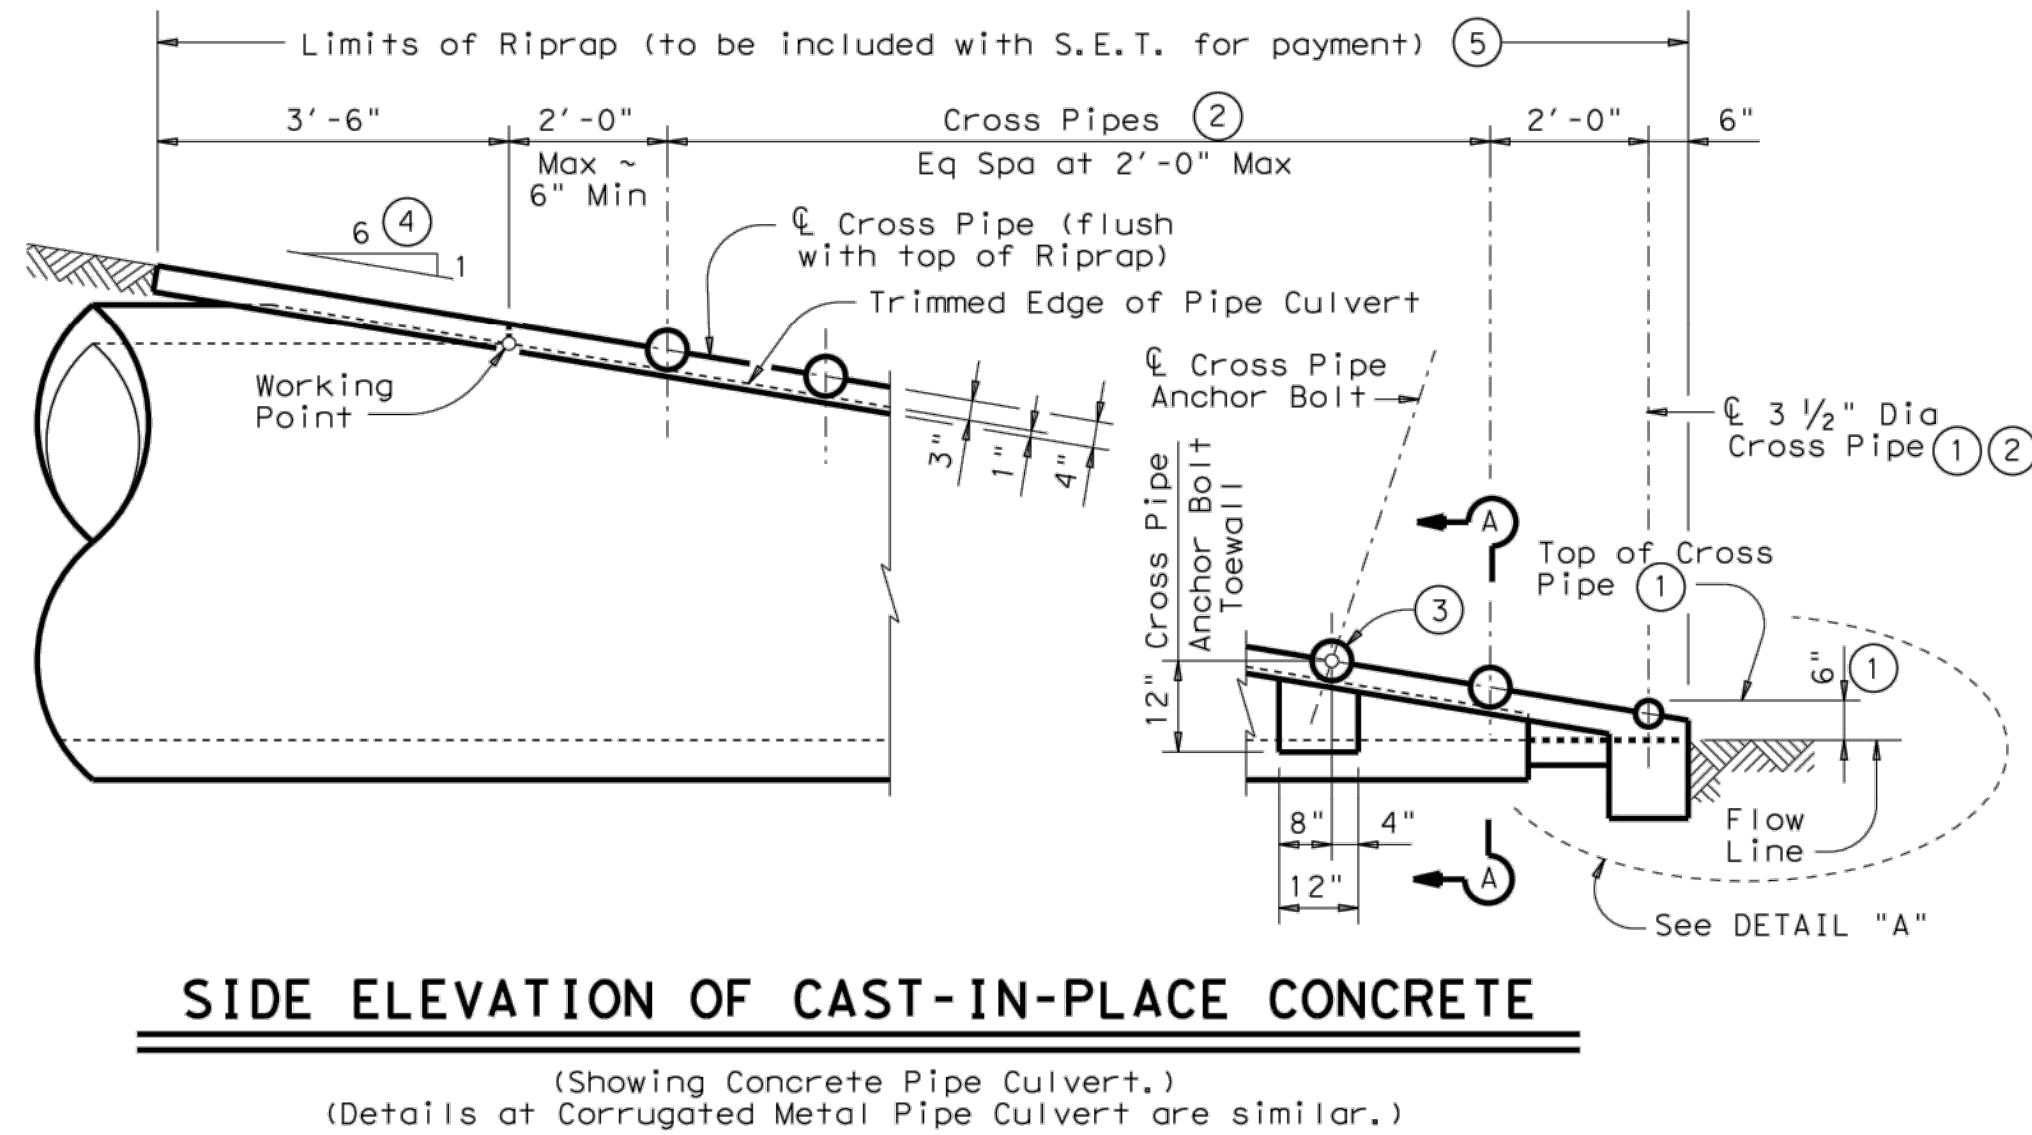 Limits of Riprap (to be included with S.E.T. for payment) 5
3'-6"
2'-0"
Max ~
6" Min
Cross Pipes 2
Eq Spa at 2'-0" Max
2'-0"
6"
6 4
1
℄ Cross Pipe (flush
with top of Riprap)
Trimmed Edge of Pipe Culvert
Working
Point
3"
1"
4"
℄ Cross Pipe
Anchor Bolt
℄ 3 ½" Dia
Cross Pipe 1 2
Cross Pipe
Anchor Bolt
Toewall
12"
A
3
Top of Cross
Pipe 1
6" 1
8"
4"
12"
A
Flow
Line
See DETAIL "A"
SIDE ELEVATION OF CAST-IN-PLACE CONCRETE
(Showing Concrete Pipe Culvert.)
(Details at Corrugated Metal Pipe Culvert are similar.)